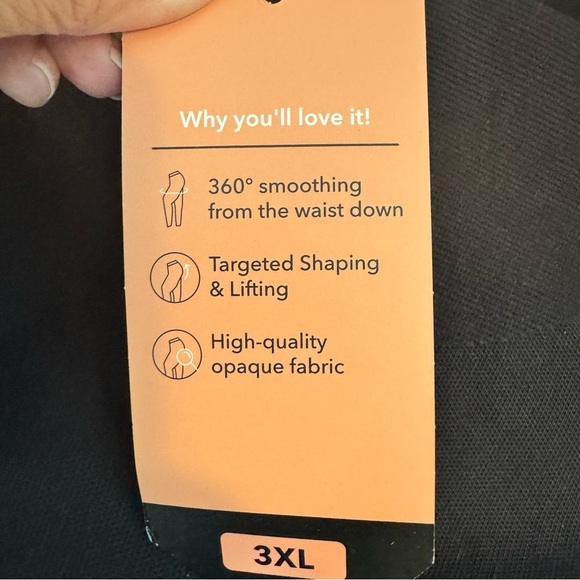 Why you'll love it!
360° smoothing
from the waist down
Targeted Shaping
& Lifting
High-quality
opaque fabric
3XL